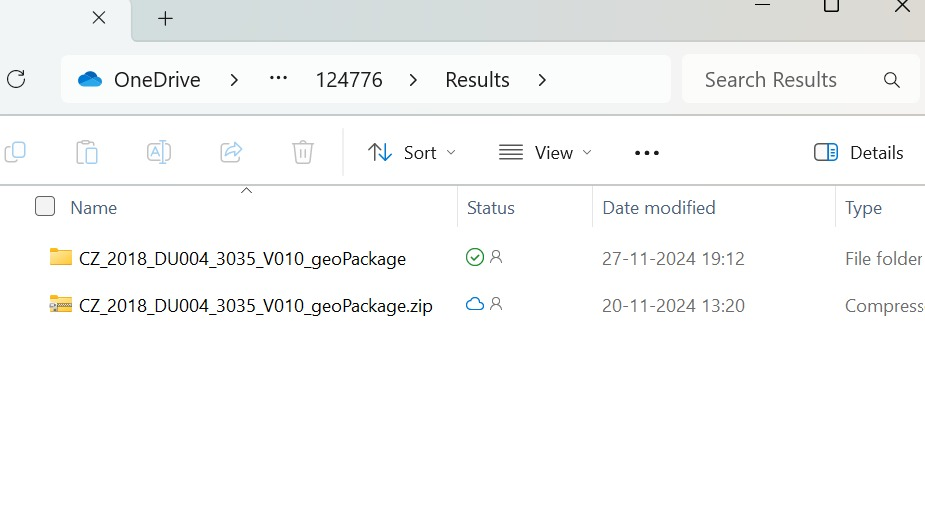 OneDrive > ··· 124776 > Results > Search Results
Sort View ··· Details
Name Status Date modified Type
CZ_2018_DU004_3035_V010_geoPackage 27-11-2024 19:12 File folder
CZ_2018_DU004_3035_V010_geoPackage.zip 20-11-2024 13:20 Compress